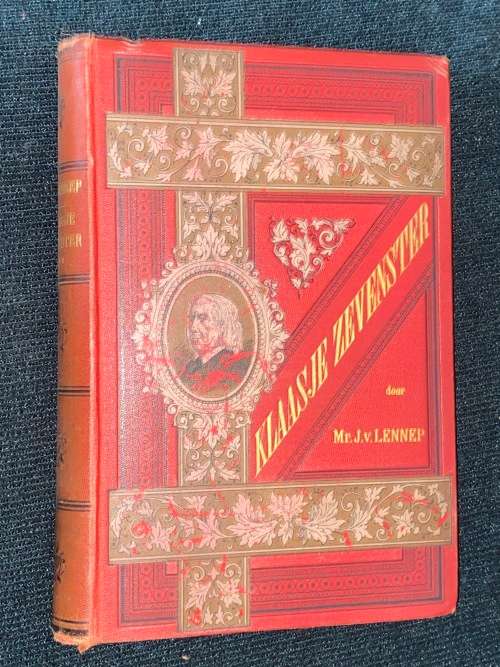 KLAASJE ZEVENSTER
door
Mr. J. v. LENNEP